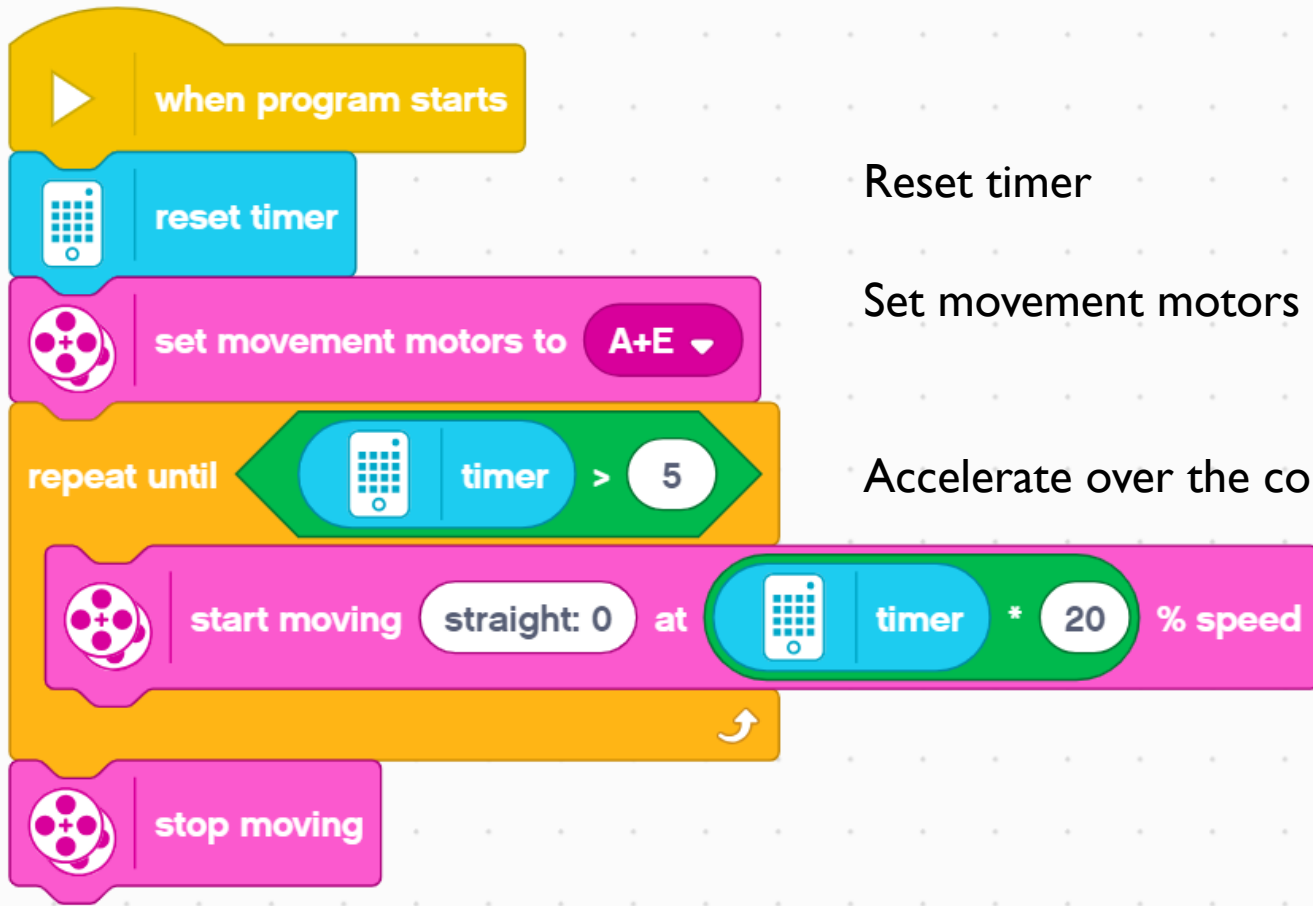 when program starts
reset timer
Reset timer
set movement motors to A+E
Set movement motors
repeat until timer > 5
Accelerate over the
start moving straight: 0 at timer * 20 % speed
stop moving